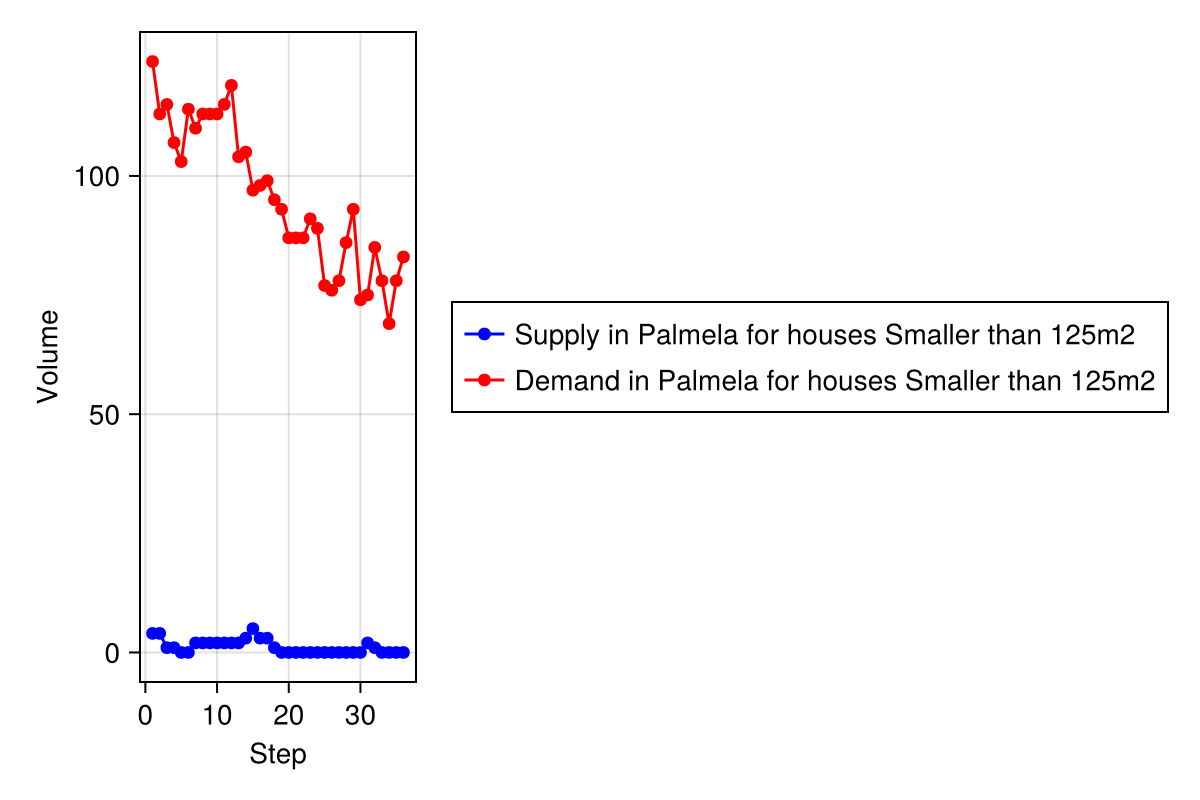 100
50
0
Volume
0 10 20 30
Step
Supply in Palmela for houses Smaller than 125m2
Demand in Palmela for houses Smaller than 125m2